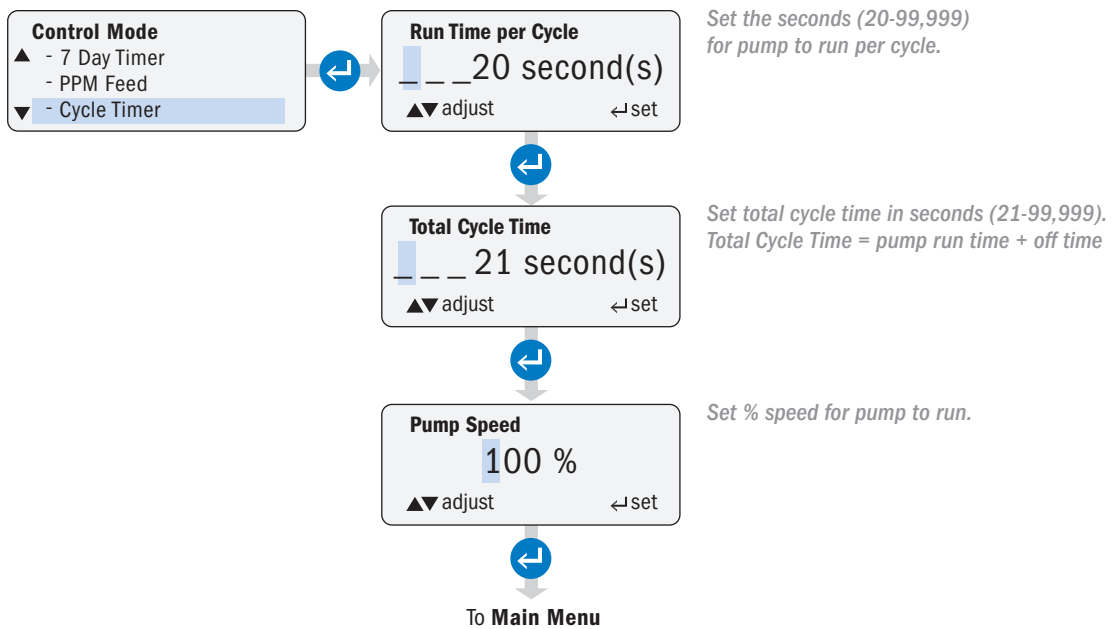 Control Mode
▲ - 7 Day Timer
- PPM Feed
▼ - Cycle Timer
Run Time per Cycle
_ _ _20 second(s)
▲▼ adjust ↵ set
Set the seconds (20-99,999)
for pump to run per cycle.
Total Cycle Time
_ _ _ 21 second(s)
▲▼ adjust ↵ set
Set total cycle time in seconds (21-99,999).
Total Cycle Time = pump run time + off time
Pump Speed
100 %
▲▼ adjust ↵ set
Set % speed for pump to run.
To Main Menu